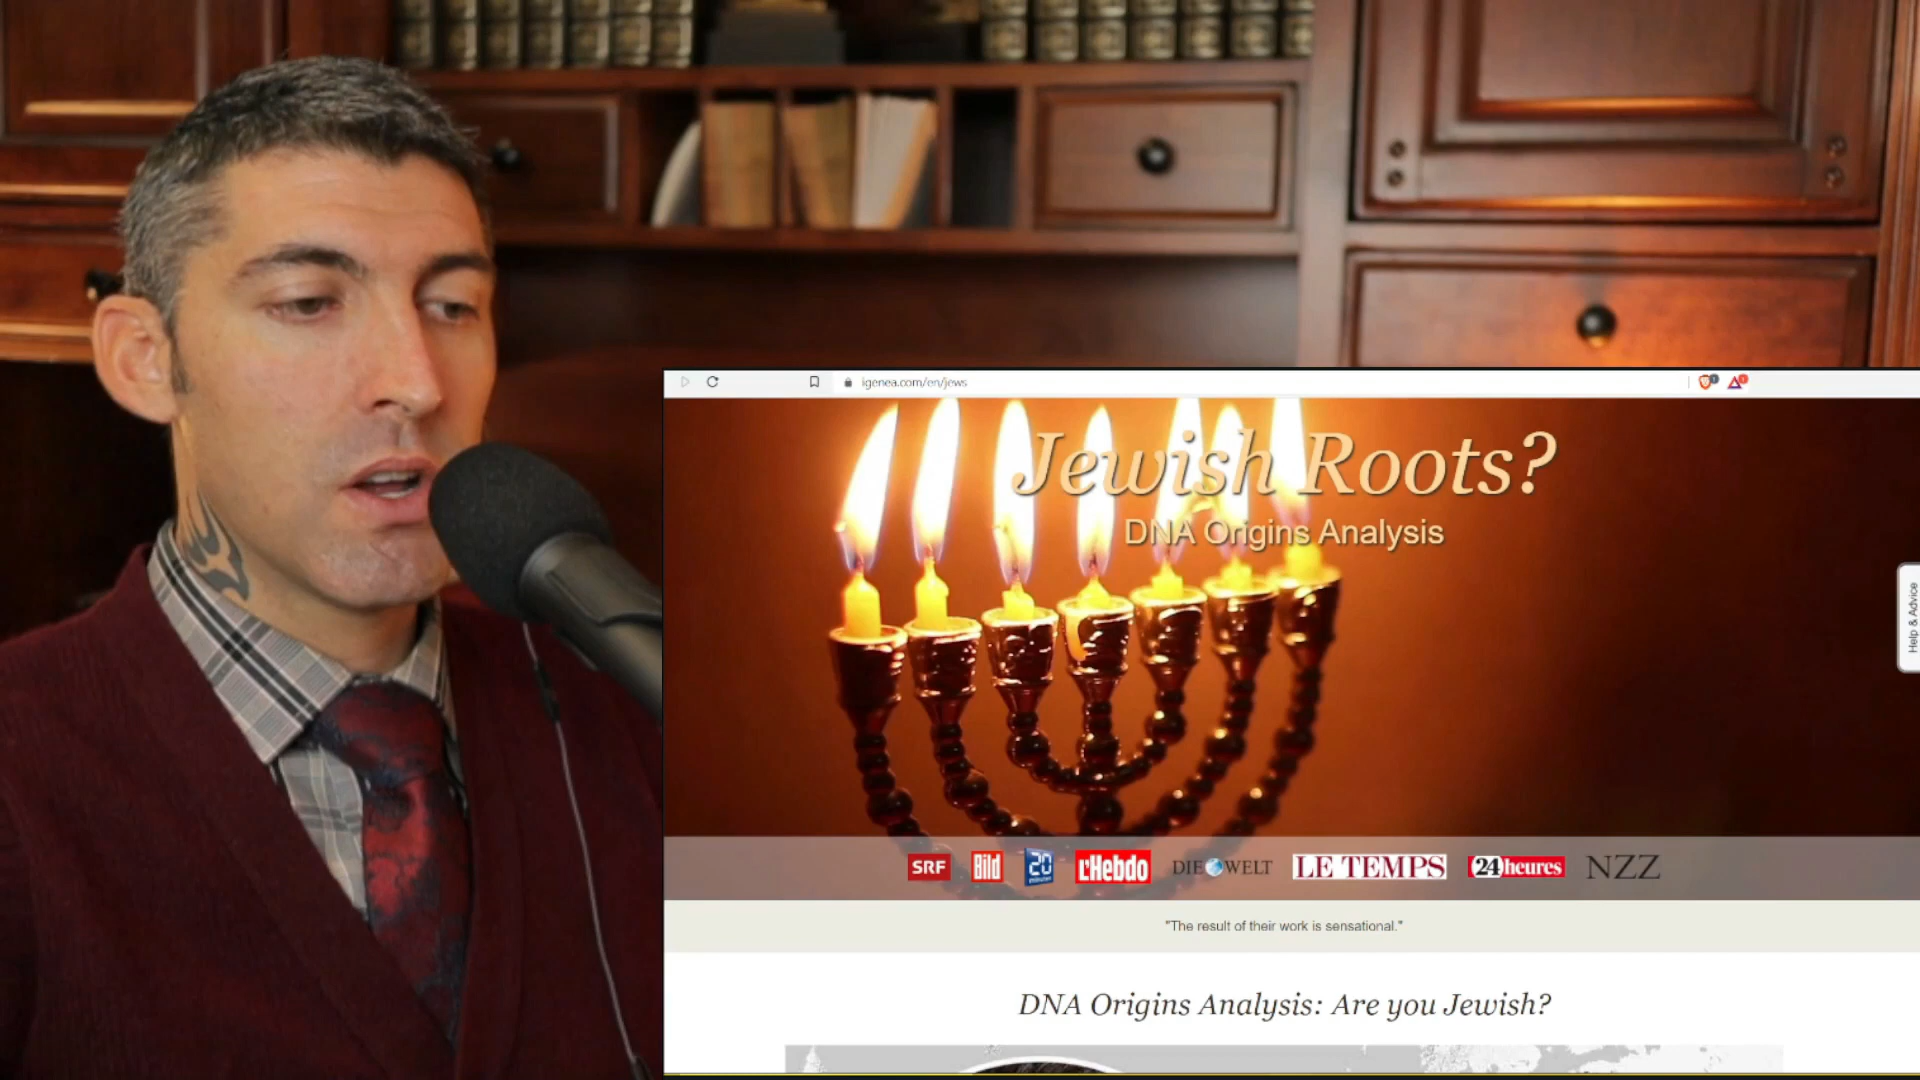 igenea.com/en/jews
Jewish Roots?
DNA Origins Analysis
Help & Advice
SRF
Bild
20
minuten
L'Hebdo
DIE WELT
LE TEMPS
24heures
NZZ
"The result of their work is sensational."
DNA Origins Analysis: Are you Jewish?